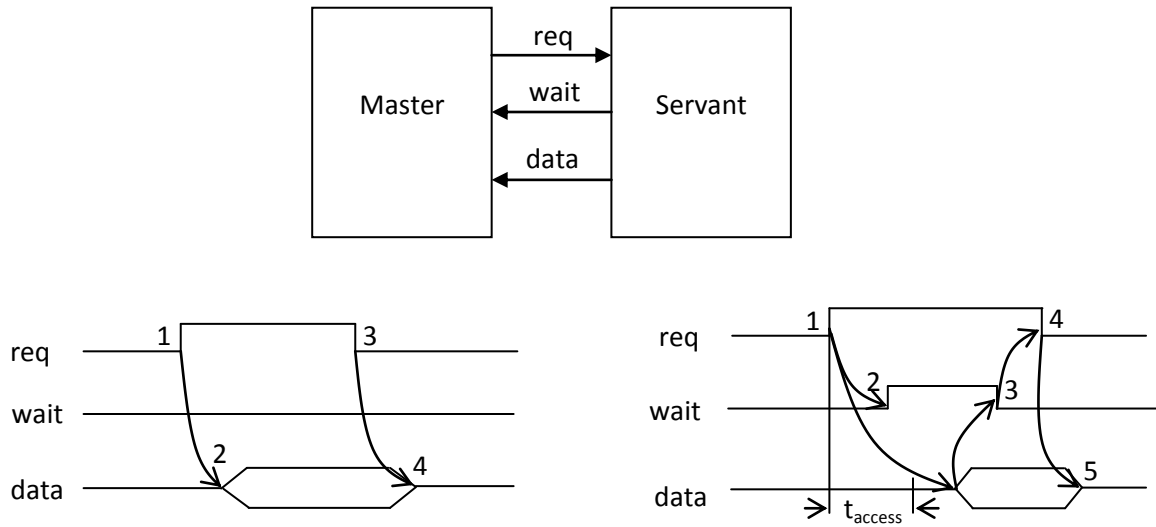 Master
req
wait
data
Servant
req
wait
data
1
2
3
4
req
wait
data
1
2
3
4
5
taccess